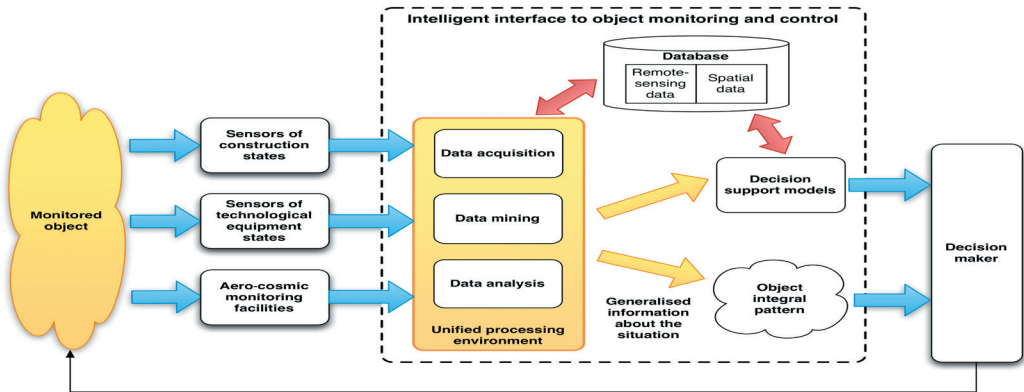 Intelligent interface to object monitoring and control
Database
Remote-
sensing
data
Spatial
data
Monitored
object
Sensors of
construction
states
Sensors of
technological
equipment
states
Aero-cosmic
monitoring
facilities
Data acquisition
Data mining
Data analysis
Unified processing
environment
Decision
support models
Generalised
information
about the
situation
Object
integral
pattern
Decision
maker